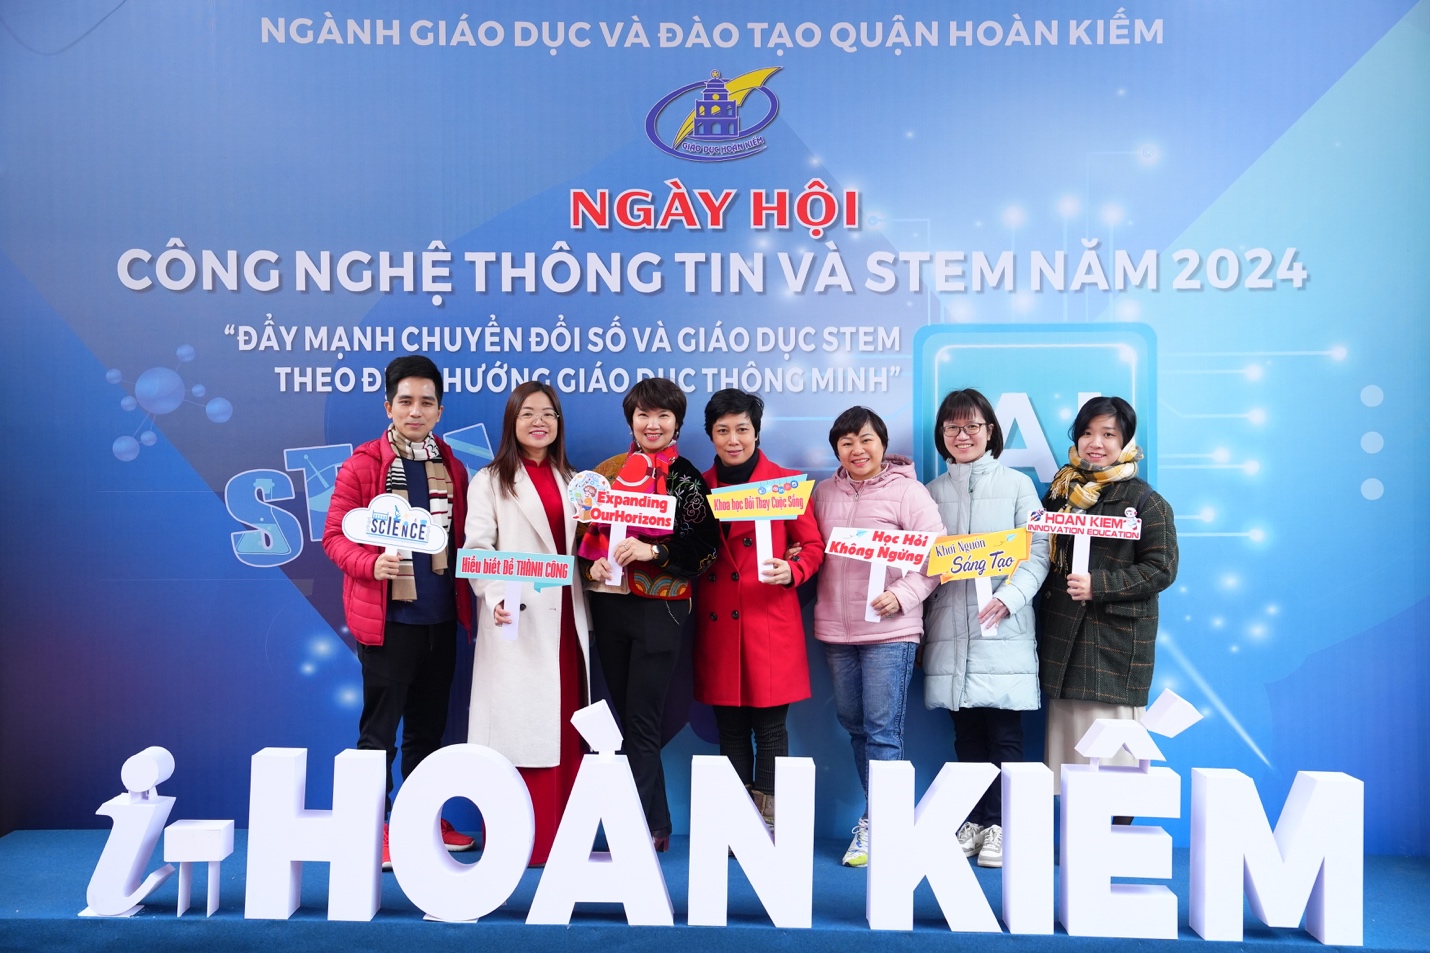 NGÀNH GIÁO DỤC VÀ ĐÀO TẠO QUẬN HOÀN KIẾM
GIÁO DỤC HOÀN KIẾM
NGÀY HỘI
CÔNG NGHỆ THÔNG TIN VÀ STEM NĂM 2024
“ĐẨY MẠNH CHUYỂN ĐỔI SỐ VÀ GIÁO DỤC STEM
THEO HƯỚNG GIÁO DỤC THÔNG MINH”
AI
SCIENCE
Hiểu biết Để THÀNH CÔNG
Expanding
OurHorizons
Khoa học Đổi Thay Cuộc Sống
Học Hỏi
Không Ngừng
Khơi Nguồn
Sáng Tạo
HOAN KIEM
INNOVATION EDUCATION
i HOÀN KIẾM